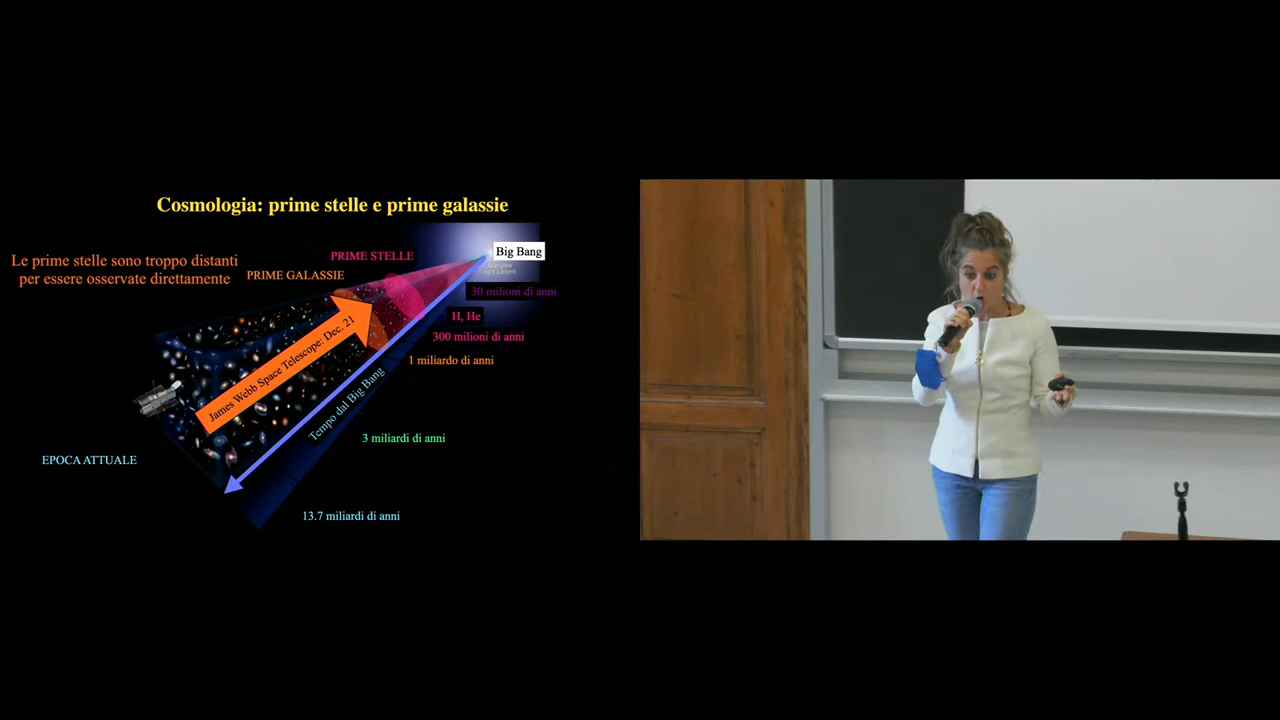 Cosmologia: prime stelle e prime galassie
Le prime stelle sono troppo distanti
per essere osservate direttamente
PRIME STELLE
PRIME GALASSIE
Big Bang
30 milioni di anni
H, He
300 milioni di anni
1 miliardo di anni
James Webb Space Telescope: Dec. 21
Tempo dal Big Bang
3 miliardi di anni
EPOCA ATTUALE
13.7 miliardi di anni